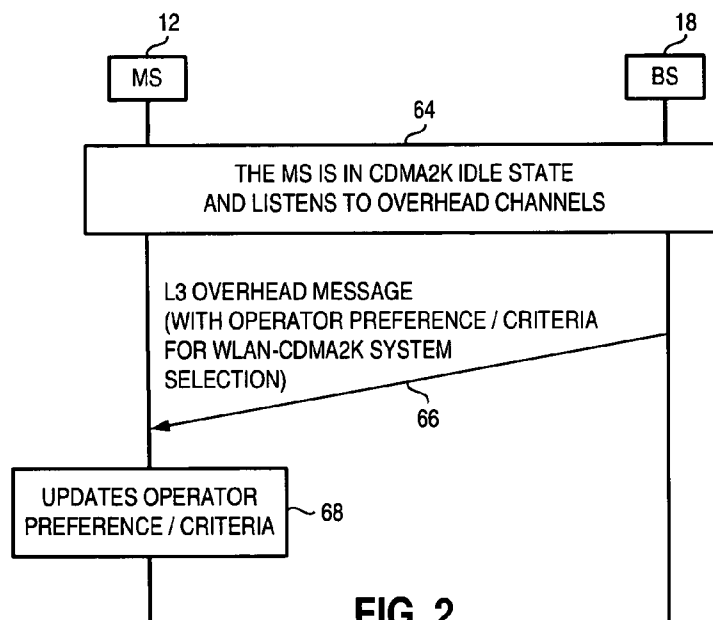 12
18
MS
BS
64
THE MS IS IN CDMA2K IDLE STATE
AND LISTENS TO OVERHEAD CHANNELS
L3 OVERHEAD MESSAGE
(WITH OPERATOR PREFERENCE / CRITERIA
FOR WLAN-CDMA2K SYSTEM
SELECTION)
66
UPDATES OPERATOR
PREFERENCE / CRITERIA
68
FIG. 2